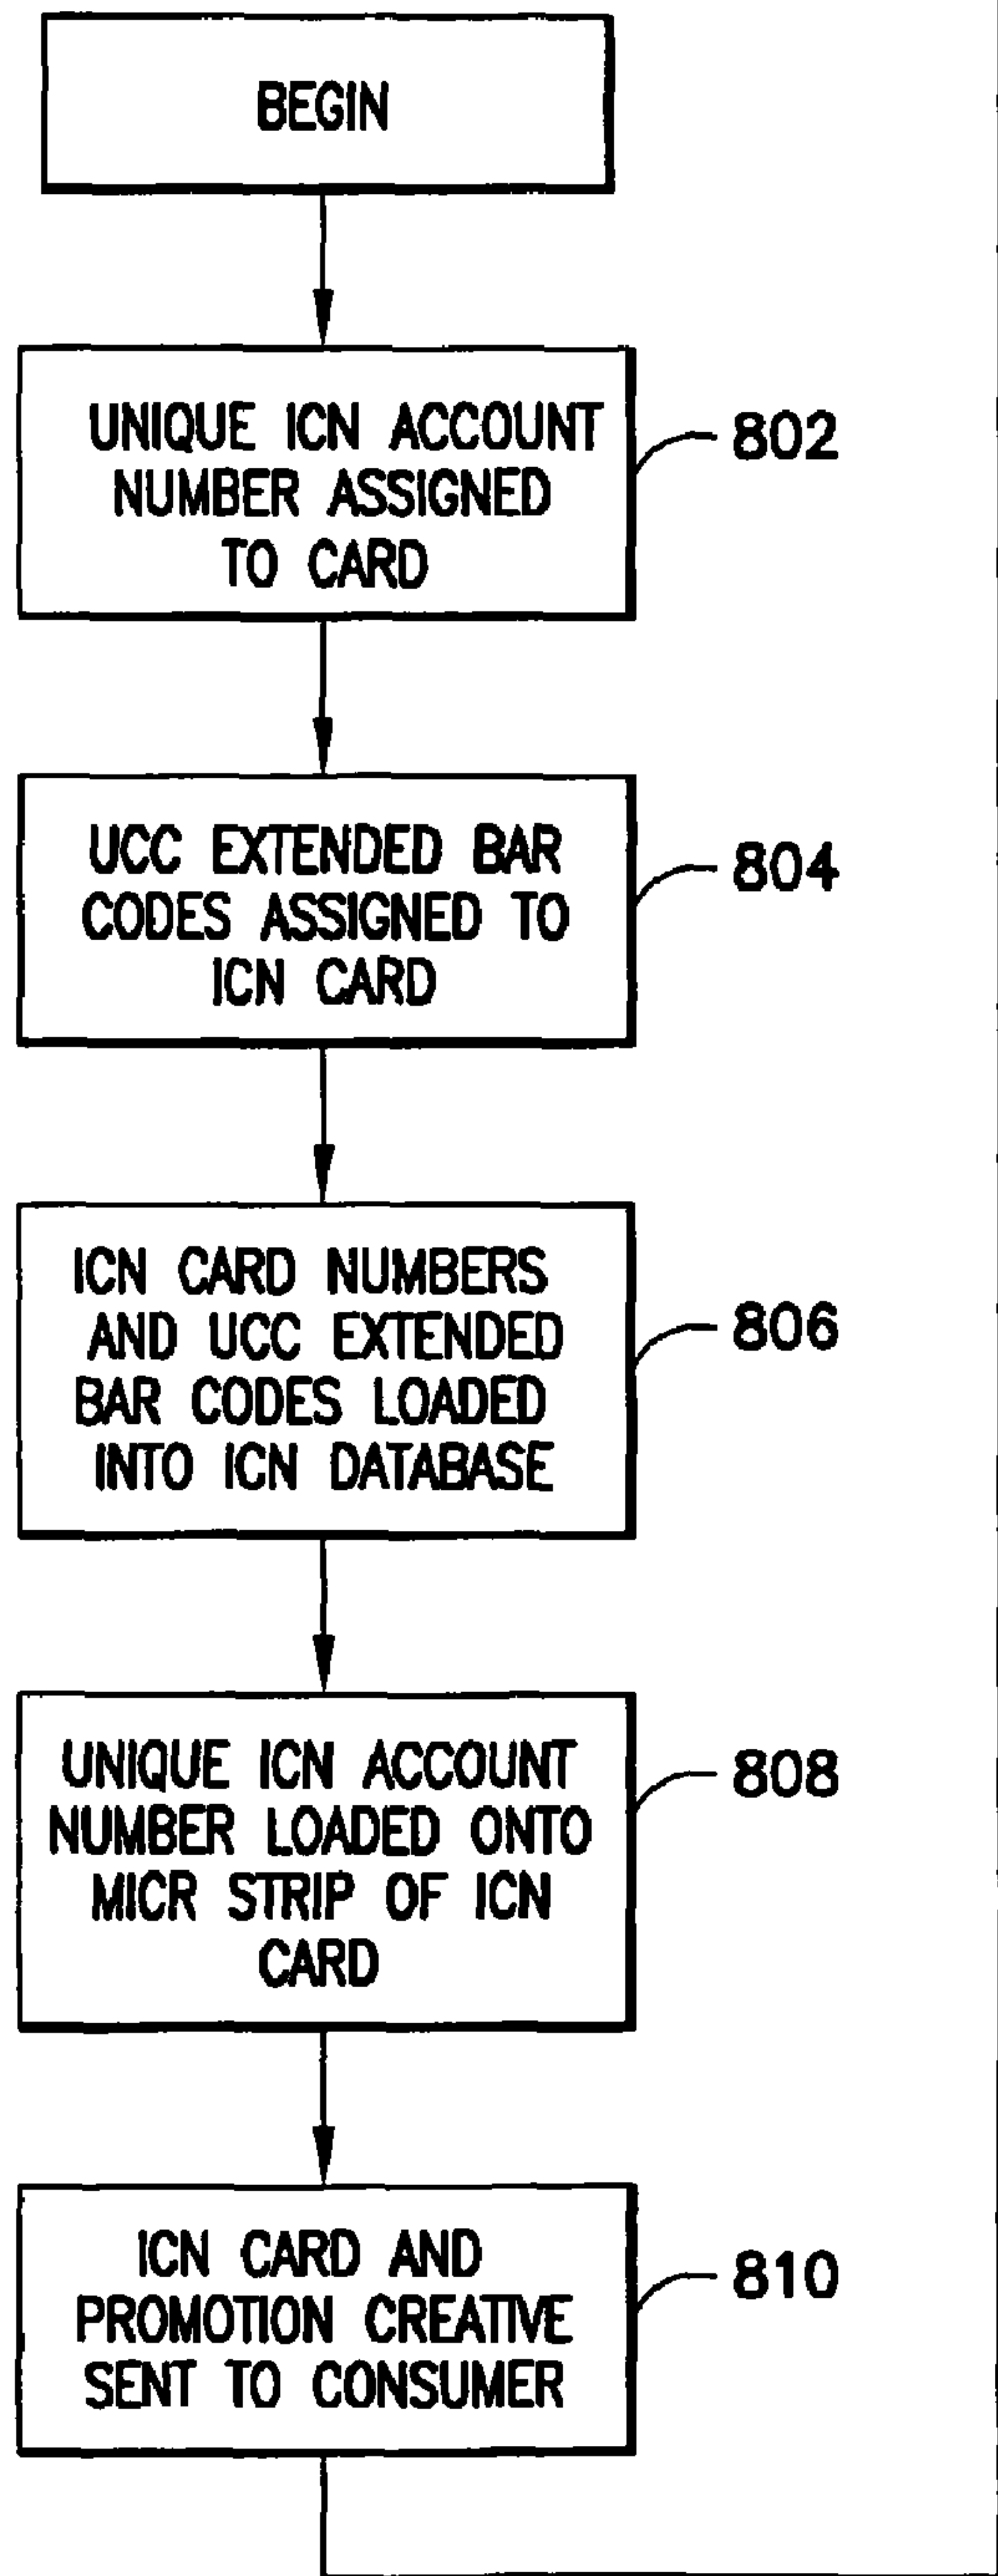 BEGIN
UNIQUE ICN ACCOUNT
NUMBER ASSIGNED
TO CARD
802
UCC EXTENDED BAR
CODES ASSIGNED TO
ICN CARD
804
ICN CARD NUMBERS
AND UCC EXTENDED
BAR CODES LOADED
INTO ICN DATABASE
806
UNIQUE ICN ACCOUNT
NUMBER LOADED ONTO
MICR STRIP OF ICN
CARD
808
ICN CARD AND
PROMOTION CREATIVE
SENT TO CONSUMER
810